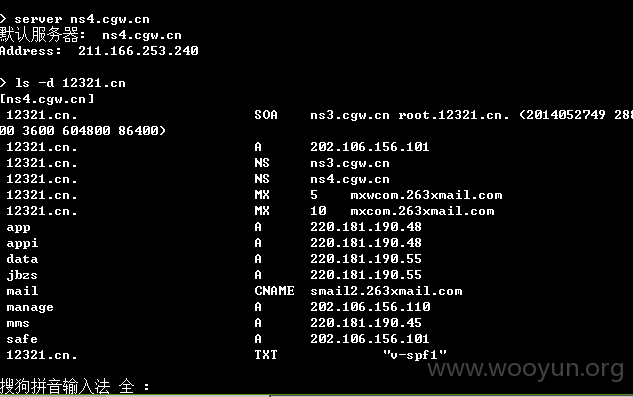 > server ns4.cgw.cn
默认服务器: ns4.cgw.cn
Address: 211.166.253.240
> ls -d 12321.cn
[ns4.cgw.cn]
12321.cn. SOA ns3.cgw.cn root.12321.cn. (2014052749 288
00 3600 604800 86400)
12321.cn. A 202.106.156.101
12321.cn. NS ns3.cgw.cn
12321.cn. NS ns4.cgw.cn
12321.cn. MX 5 mxwcom.263xmail.com
12321.cn. MX 10 mxcom.263xmail.com
app A 220.181.190.48
appi A 220.181.190.48
data A 220.181.190.55
jbzs A 220.181.190.55
mail CNAME smail2.263xmail.com
manage A 202.106.156.110
mms A 220.181.190.45
safe A 202.106.156.101
12321.cn. TXT "v-spf1"
www.wooyun.org
搜狗拼音输入法 全 :